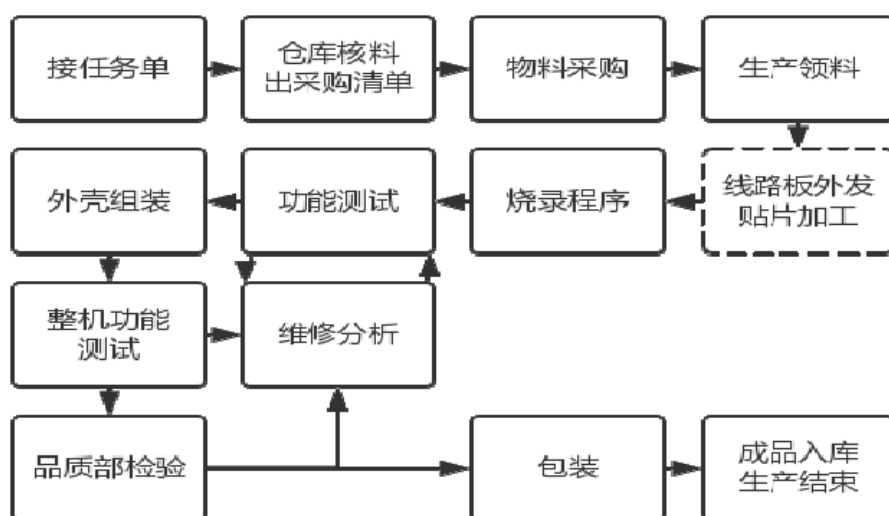 接任务单
仓库核料
出采购清单
物料采购
生产领料
外壳组装
功能测试
烧录程序
线路板外发
贴片加工
整机功能
测试
维修分析
品质部检验
包装
成品入库
生产结束